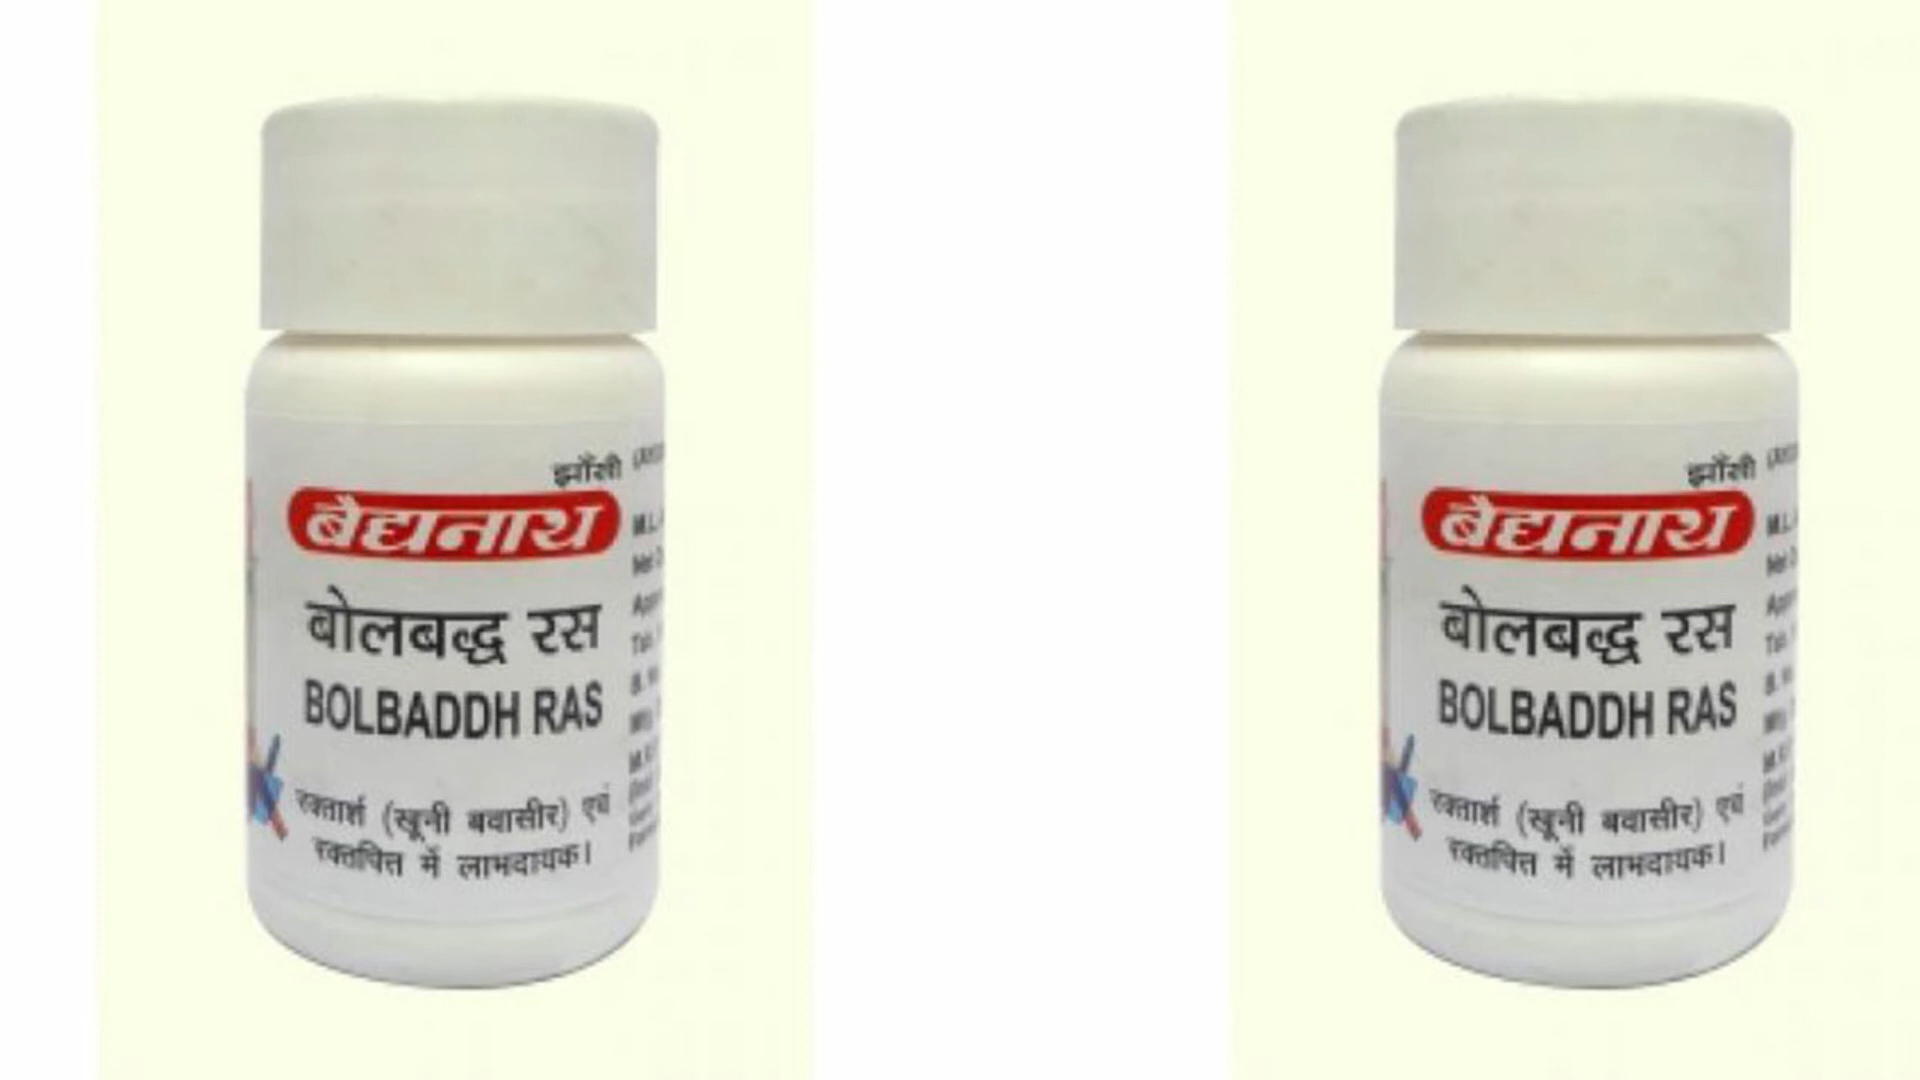 झाँसी
बैद्यनाथ
बोलबद्ध रस
BOLBADDH RAS
रक्तार्श (खूनी बवासीर) एवं
रक्तपित्त में लाभदायक।
झाँसी
बैद्यनाथ
बोलबद्ध रस
BOLBADDH RAS
रक्तार्श (खूनी बवासीर) एवं
रक्तपित्त में लाभदायक।